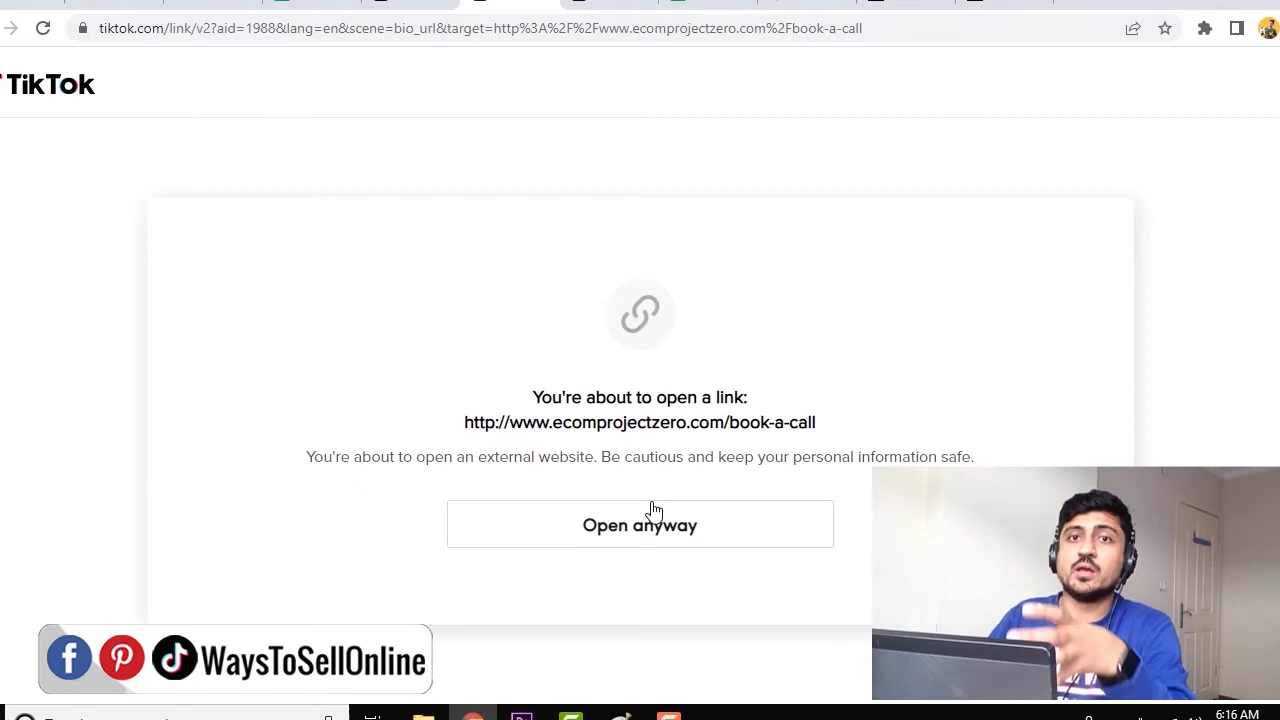 tiktok.com/link/v2?aid=1988&lang=en&scene=bio_url&target=http%3A%2F%2Fwww.ecomprojectzero.com%2Fbook-a-call
TikTok
You're about to open a link:
http://www.ecomprojectzero.com/book-a-call
You're about to open an external website. Be cautious and keep your personal information safe.
Open anyway
WaysToSellOnline
6:16 AM